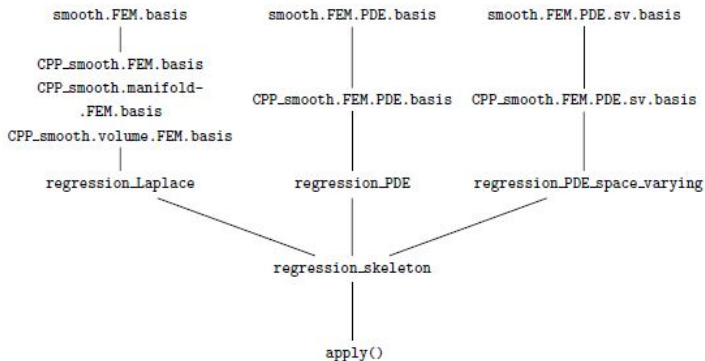 smooth.FEM.basis
smooth.FEM.PDE.basis
smooth.FEM.PDE.sv.basis
CPP_smooth.FEM.basis
CPP_smooth.manifold-
.FEM.basis
CPP_smooth.volume.FEM.basis
CPP_smooth.FEM.PDE.basis
CPP_smooth.FEM.PDE.sv.basis
regression_Laplace
regression_PDE
regression_PDE_space_varying
regression_skeleton
apply()